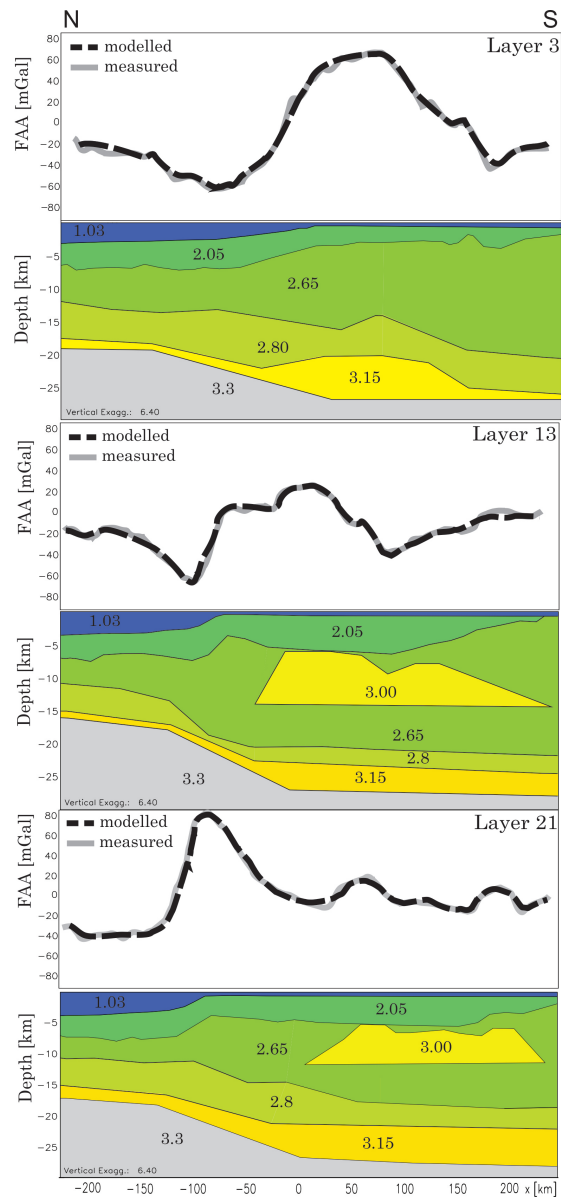 N
S
80
60
40
20
0
−20
−40
−60
−80
FAA [mGal]
modelled
measured
Layer 3
−5
−10
−15
−20
−25
Depth [km]
1.03
2.05
2.65
2.80
3.15
3.3
Vertical Exagg.: 6.40
80
60
40
20
0
−20
−40
−60
−80
FAA [mGal]
modelled
measured
Layer 13
−5
−10
−15
−20
−25
Depth [km]
1.03
2.05
3.00
2.65
2.8
3.15
3.3
Vertical Exagg.: 6.40
80
60
40
20
0
−20
−40
−60
−80
FAA [mGal]
modelled
measured
Layer 21
−5
−10
−15
−20
−25
Depth [km]
1.03
2.05
2.65
3.00
2.8
3.3
3.15
Vertical Exagg.: 6.40
−200 −150 −100 −50 0 50 100 150 200 x [km]